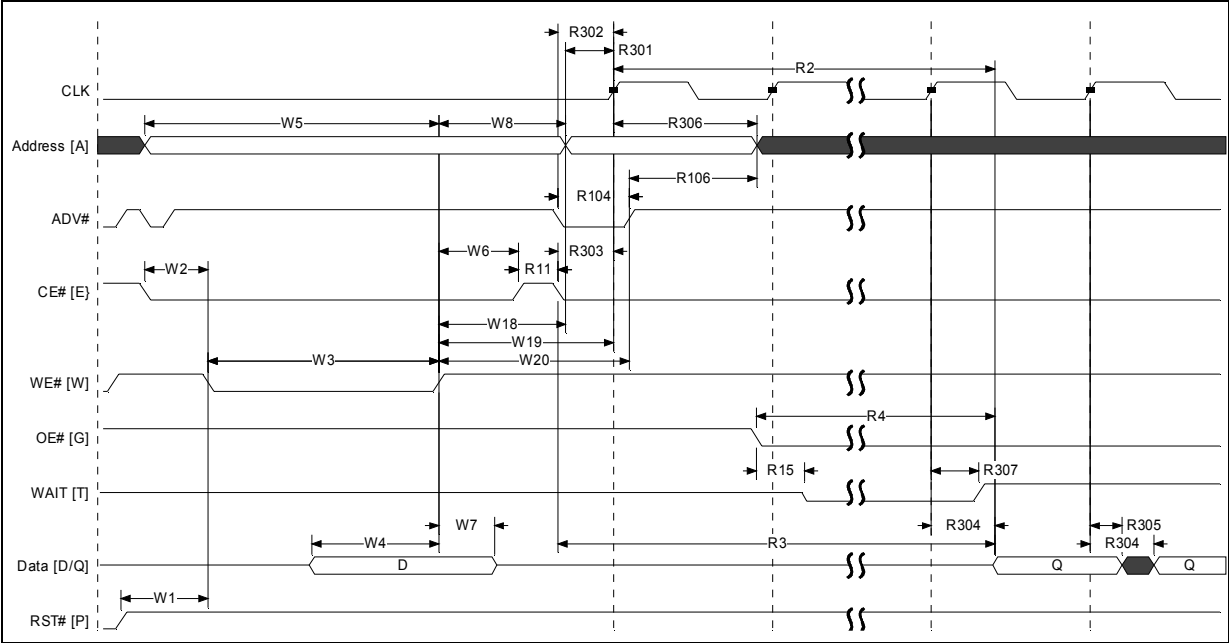 R302
R301
R2
CLK
W5
W8
R306
Address [A]
R106
R104
ADV#
W6
R303
W2
R11
CE# [E}
W18
W19
W3
W20
WE# [W]
R4
OE# [G]
R15
R307
WAIT [T]
W7
R304
R305
W4
R3
R304
Data [D/Q]
D
Q
Q
W1
RST# [P]